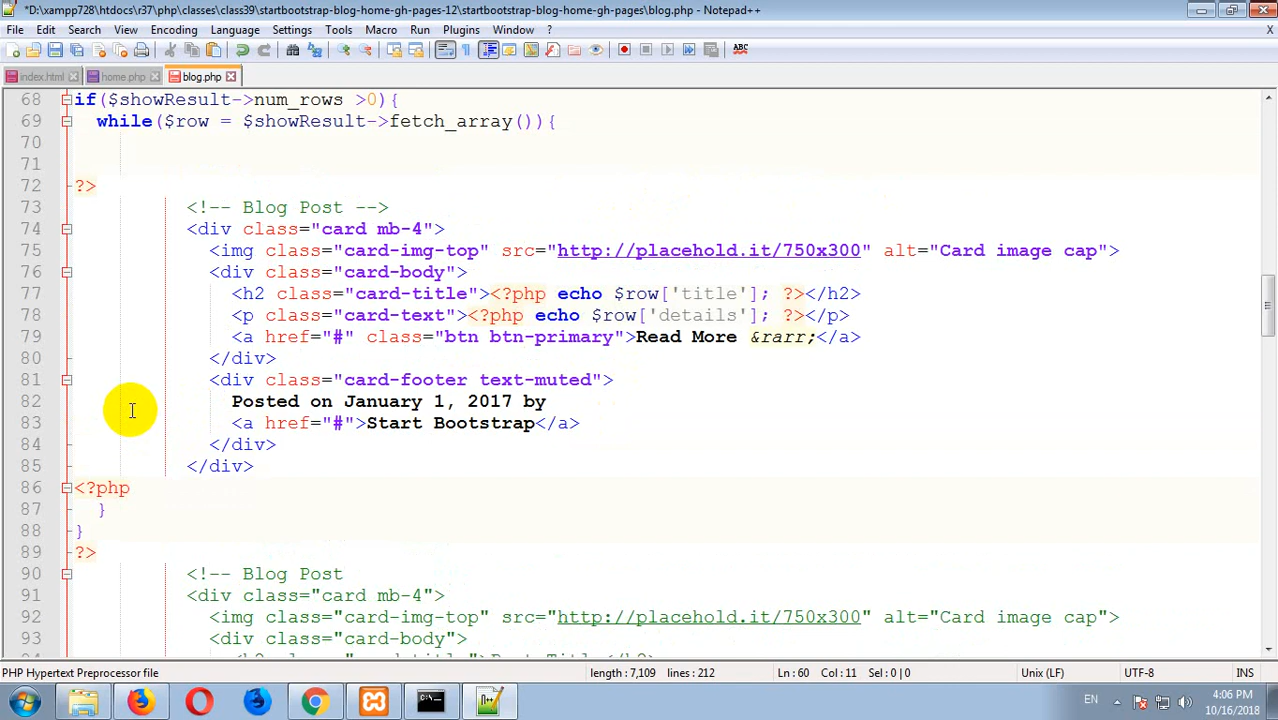 *D:\xampp728\htdocs\r37\php\classes\class39\startbootstrap-blog-home-gh-pages-12\startbootstrap-blog-home-gh-pages\blog.php - Notepad++
File Edit Search View Encoding Language Settings Tools Macro Run Plugins Window ? X
index.html home.php blog.php
68 if($showResult->num_rows >0){
69 while($row = $showResult->fetch_array()){
70
71
72 ?>
73 <!-- Blog Post -->
74 <div class="card mb-4">
75 <img class="card-img-top" src="http://placehold.it/750x300" alt="Card image cap">
76 <div class="card-body">
77 <h2 class="card-title"><?php echo $row['title']; ?></h2>
78 <p class="card-text"><?php echo $row['details']; ?></p>
79 <a href="#" class="btn btn-primary">Read More &rarr;</a>
80 </div>
81 <div class="card-footer text-muted">
82 Posted on January 1, 2017 by
83 <a href="#">Start Bootstrap</a>
84 </div>
85 </div>
86 <?php
87 }
88 }
89 ?>
90 <!-- Blog Post
91 <div class="card mb-4">
92 <img class="card-img-top" src="http://placehold.it/750x300" alt="Card image cap">
93 <div class="card-body">
PHP Hypertext Preprocessor file length : 7,109 lines : 212 Ln : 60 Col : 11 Sel : 0 | 0 Unix (LF) UTF-8 INS
EN 4:06 PM
10/16/2018